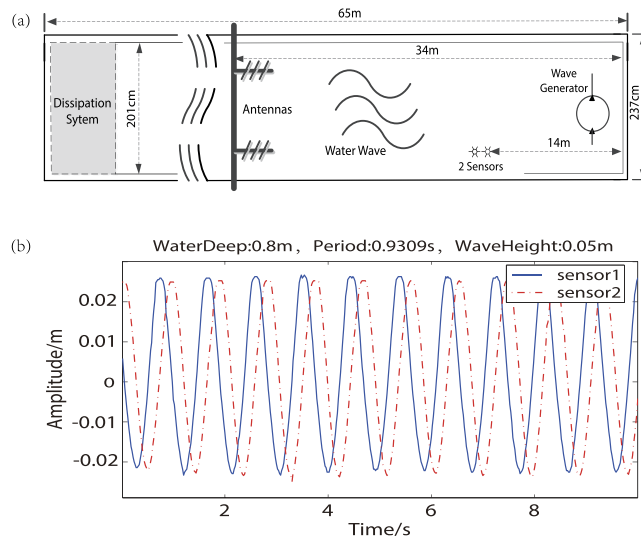 (a)
65m
34m
Dissipation
Sytem
201cm
Antennas
Water Wave
Wave
Generator
237cm
14m
2 Sensors
(b)
WaterDeep:0.8m, Period:0.9309s, WaveHeight:0.05m
sensor1
sensor2
Amplitude/m
0.02
0.01
0
-0.01
-0.02
2 4 6 8
Time/s